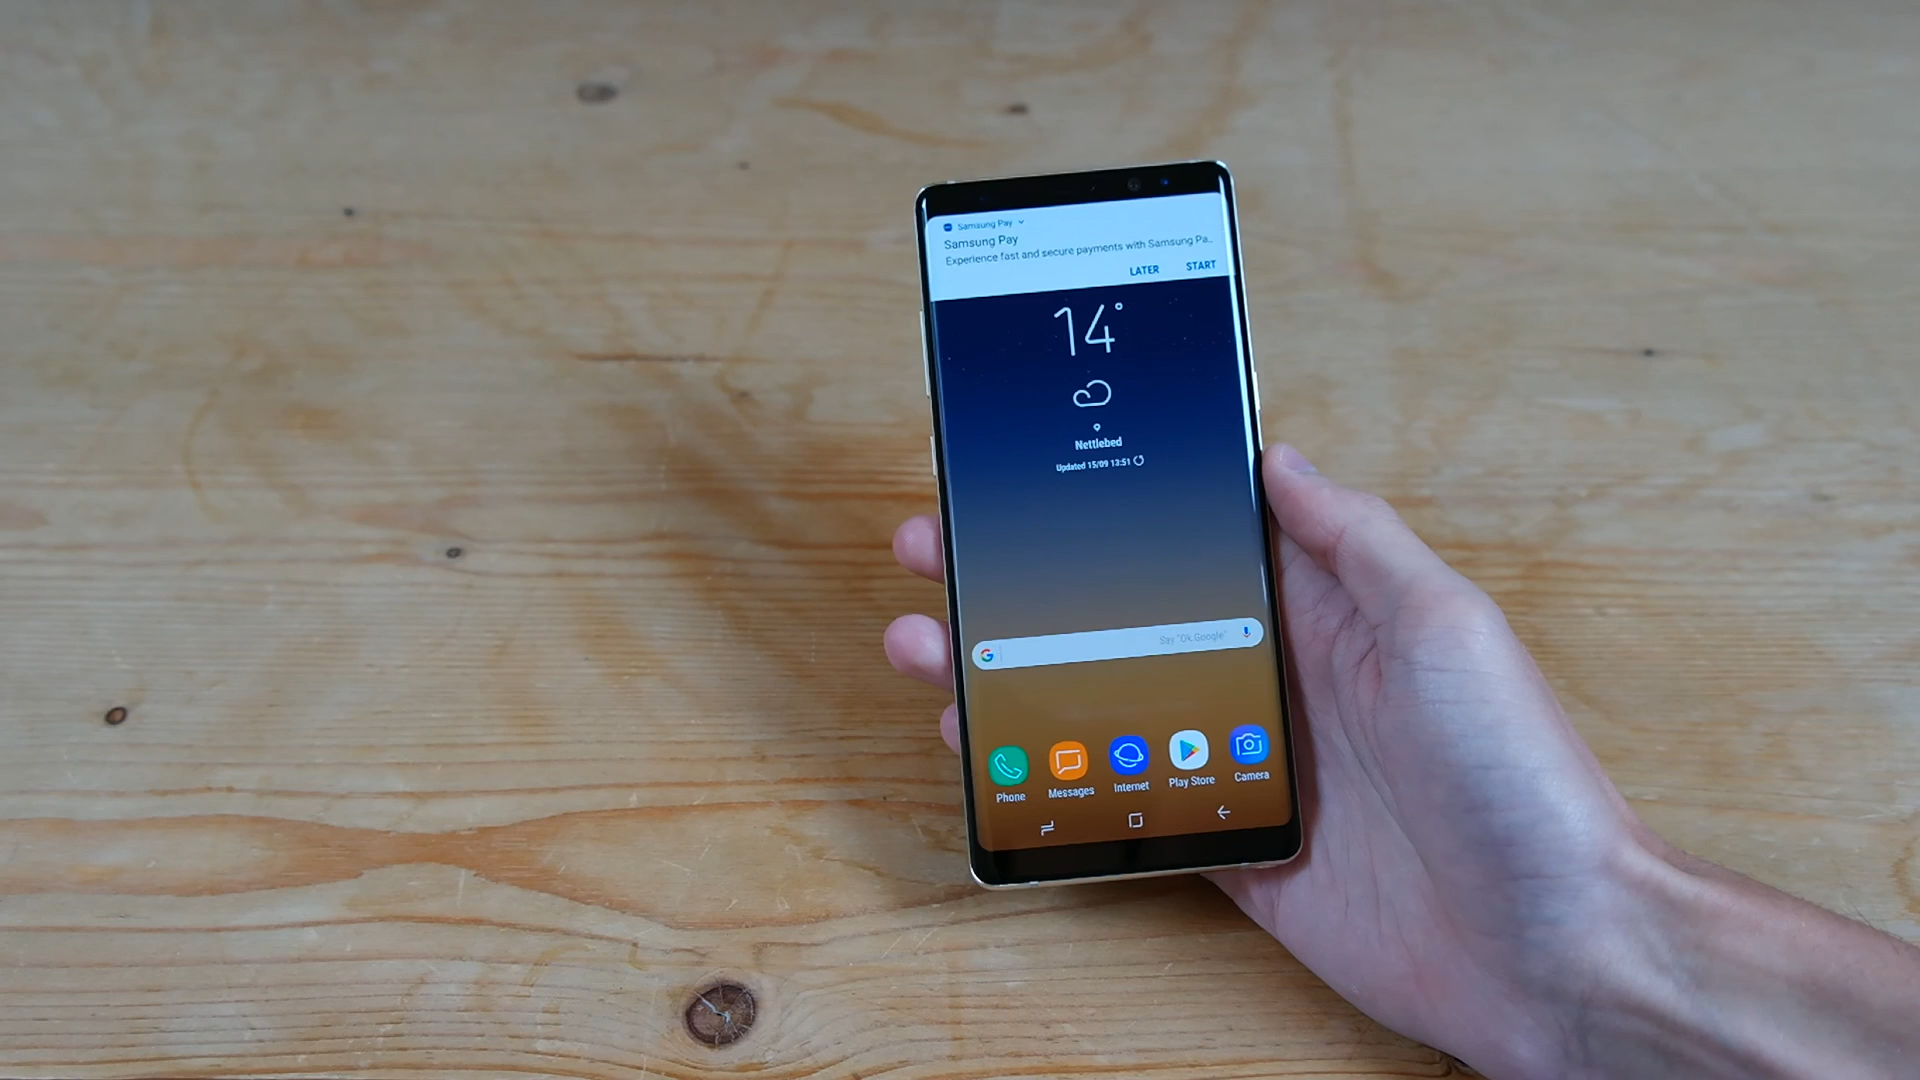 Samsung Pay
Samsung Pay
Experience fast and secure payments with Samsung Pa...
LATER START
14°
Nettlebed
Updated 15/09 13:51
G Say "Ok Google"
Phone Messages Internet Play Store Camera